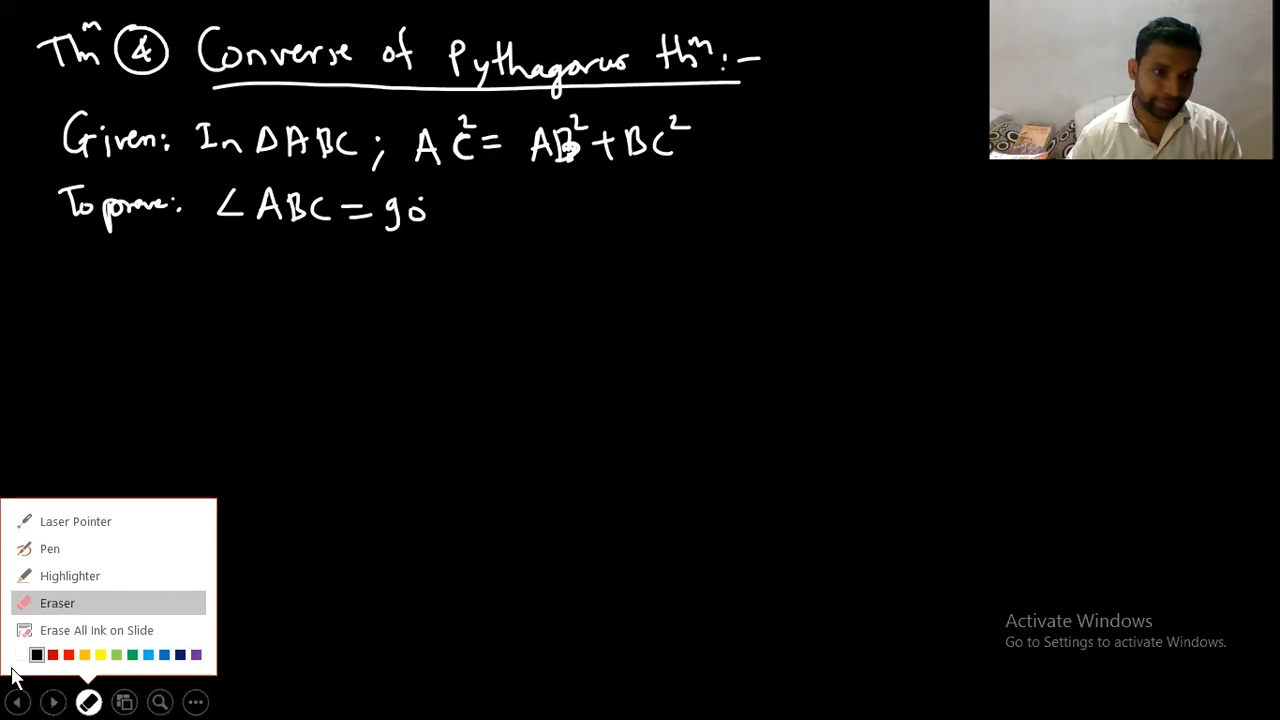 Thm ④ Converse of Pythagorus thm:-
Given: In ΔABC; AC²= AB²+BC²
To prove: ∠ABC = 90°
Laser Pointer
Pen
Highlighter
Eraser
Erase All Ink on Slide
Activate Windows
Go to Settings to activate Windows.